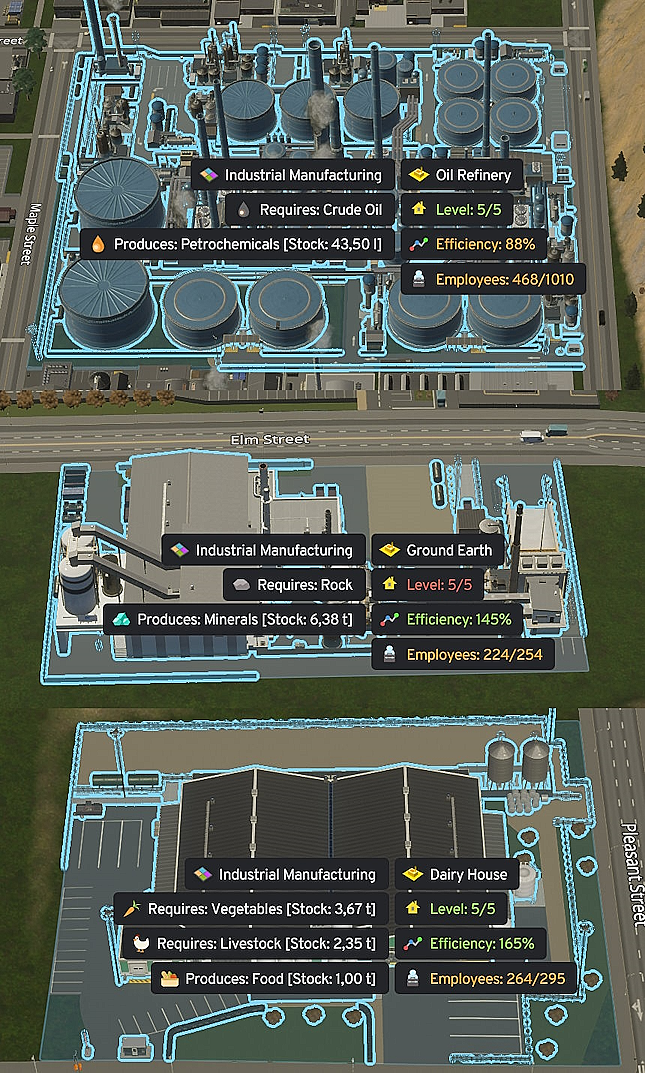 reet
Maple Street
Industrial Manufacturing
Oil Refinery
Requires: Crude Oil
Level: 5/5
Produces: Petrochemicals [Stock: 43,50 l]
Efficiency: 88%
Employees: 468/1010
Elm Street
Industrial Manufacturing
Ground Earth
Requires: Rock
Level: 5/5
Produces: Minerals [Stock: 6,38 t]
Efficiency: 145%
Employees: 224/254
Pleasant Street
Industrial Manufacturing
Dairy House
Requires: Vegetables [Stock: 3,67 t]
Level: 5/5
Requires: Livestock [Stock: 2,35 t]
Efficiency: 165%
Produces: Food [Stock: 1,00 t]
Employees: 264/295